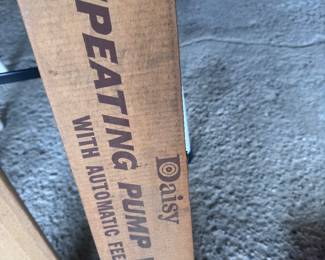 PEATING PUMP
WITH AUTOMATIC FEE
Daisy